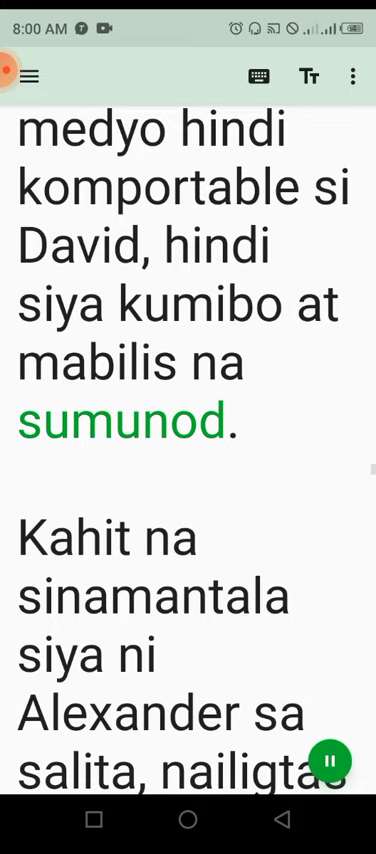 8:00 AM
medyo hindi
komportable si
David, hindi
siya kumibo at
mabilis na
sumunod.
Kahit na
sinamantala
siya ni
Alexander sa
salita, nailigtas